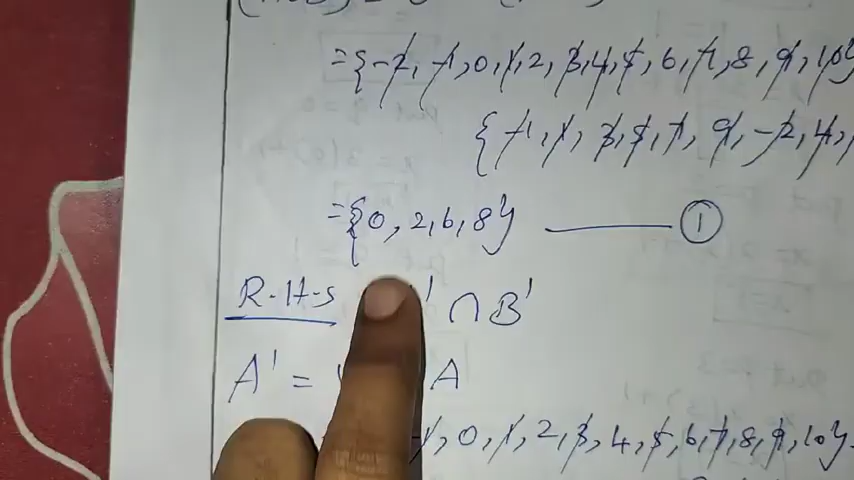 ={-2, -1, 0, 1, 2, 3, 4, 5, 6, 7, 8, 9, 10}
{-1, 1, 3, 5, 7, 9, -2, 4,
={0, 2, 6, 8} ——— ①
R-H-S ' ∩ B'
A' = A
-1, 0, 1, 2, 3, 4, 5, 6, 7, 8, 9, 10}